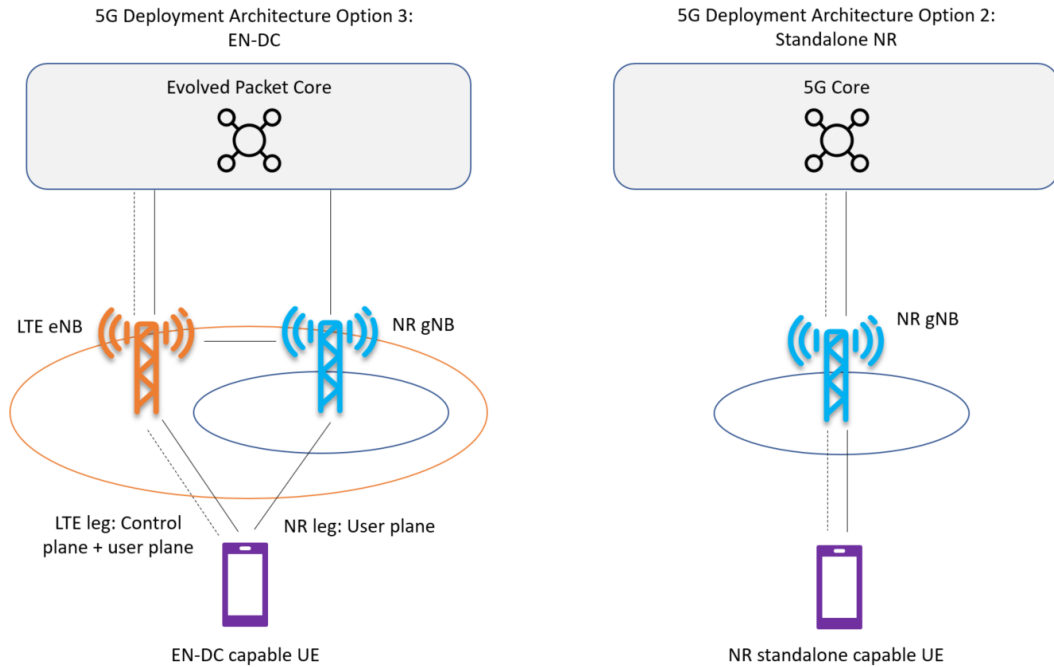 5G Deployment Architecture Option 3:
EN-DC
Evolved Packet Core
LTE eNB
NR gNB
LTE leg: Control
plane + user plane
NR leg: User plane
EN-DC capable UE
5G Deployment Architecture Option 2:
Standalone NR
5G Core
NR gNB
NR standalone capable UE